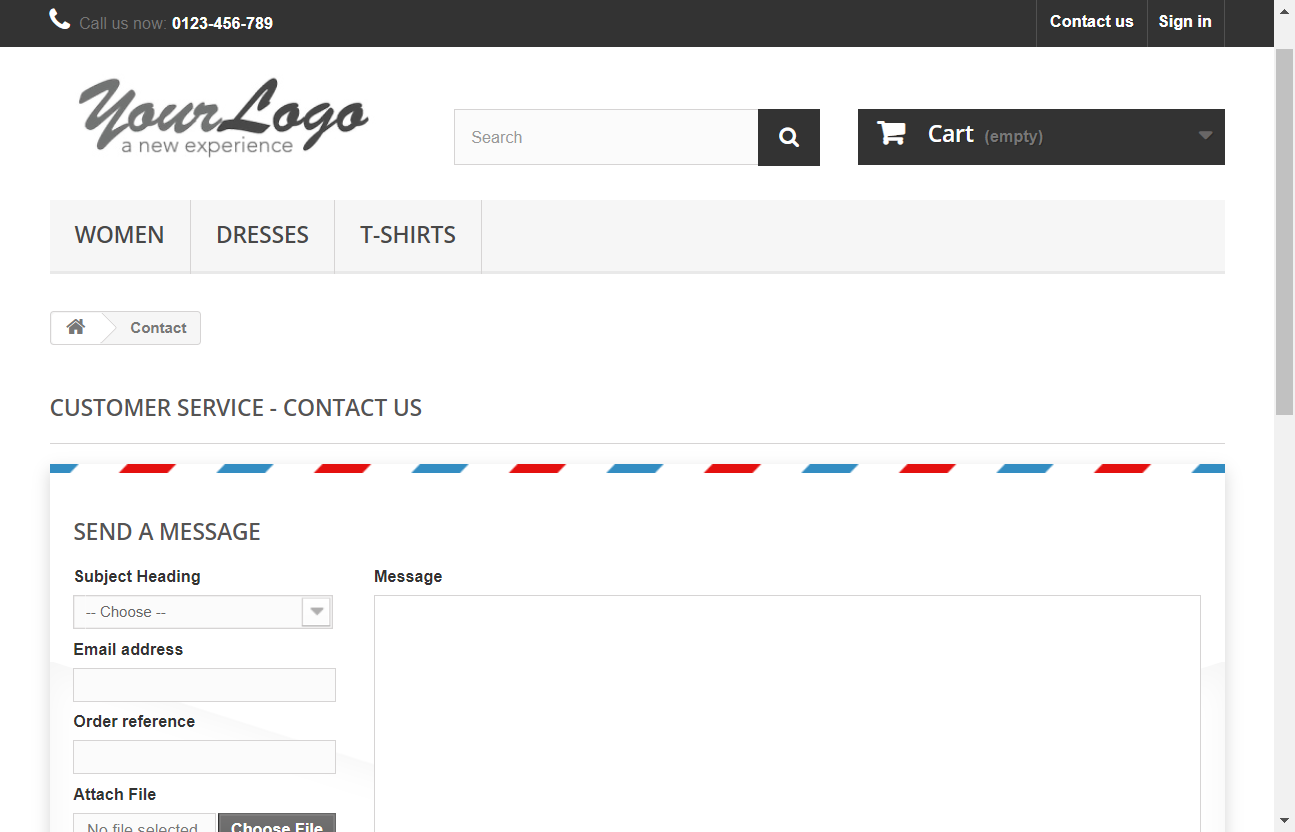 Call us now: 0123-456-789
Contact us
Sign in
YourLogo
a new experience
Search
Cart (empty)
WOMEN
DRESSES
T-SHIRTS
Contact
CUSTOMER SERVICE - CONTACT US
SEND A MESSAGE
Subject Heading
-- Choose --
Email address
Order reference
Attach File
No file selected
Choose File
Message